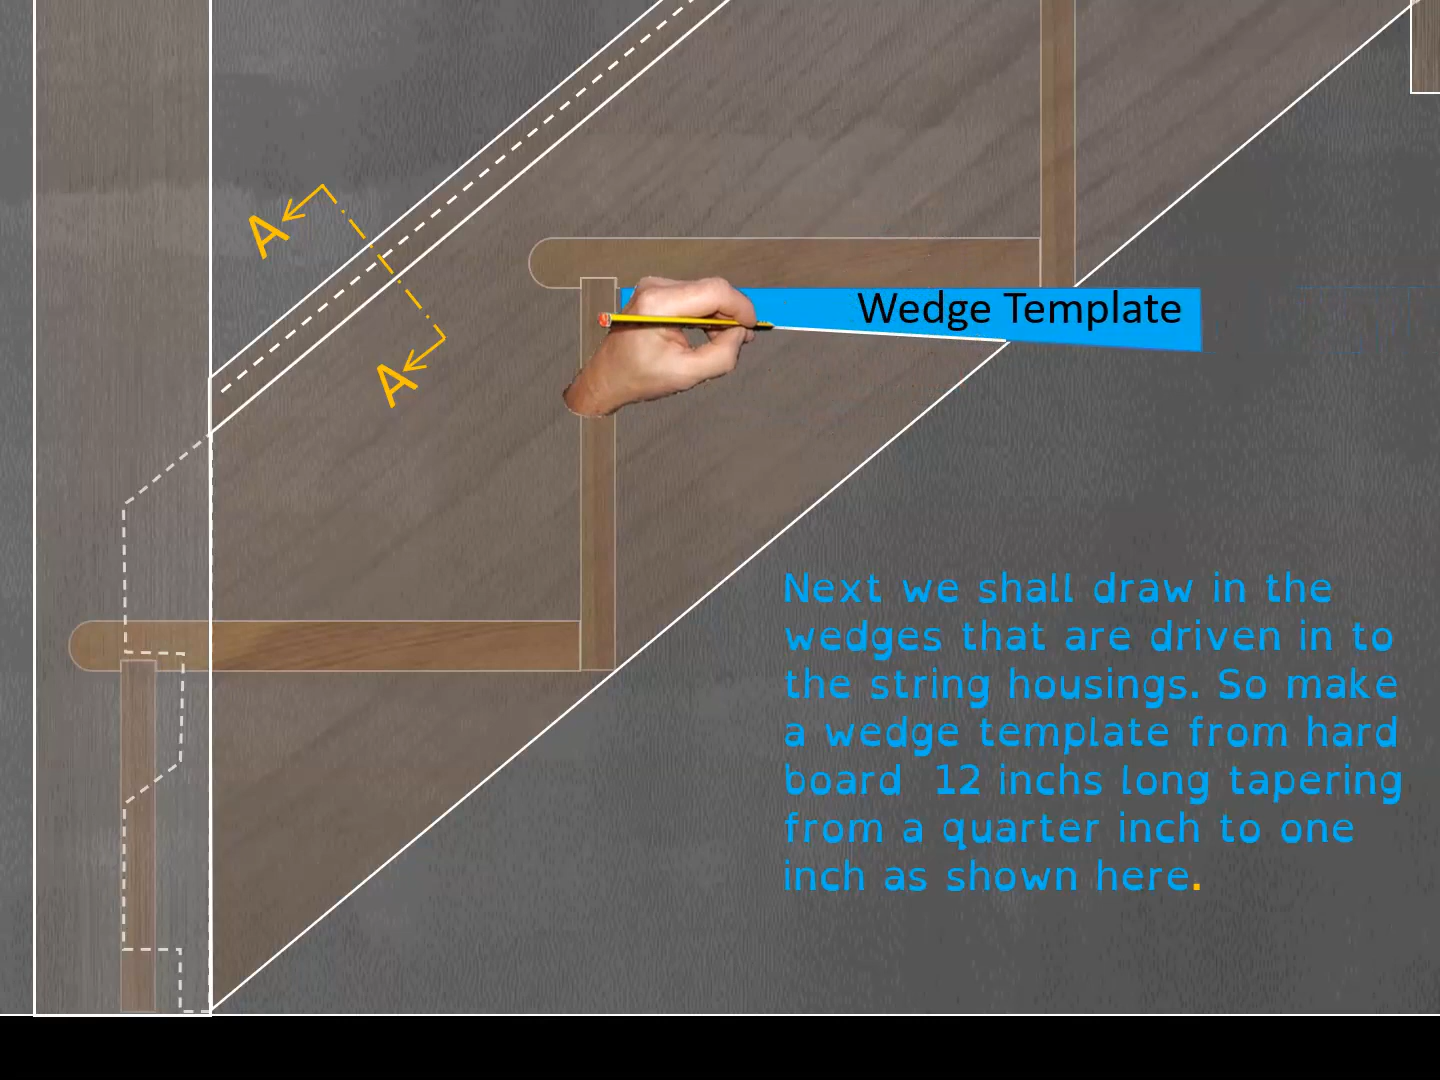 A
Wedge Template
A
Next we shall draw in the
wedges that are driven in to
the string housings. So make
a wedge template from hard
board 12 inchs long tapering
from a quarter inch to one
inch as shown here.